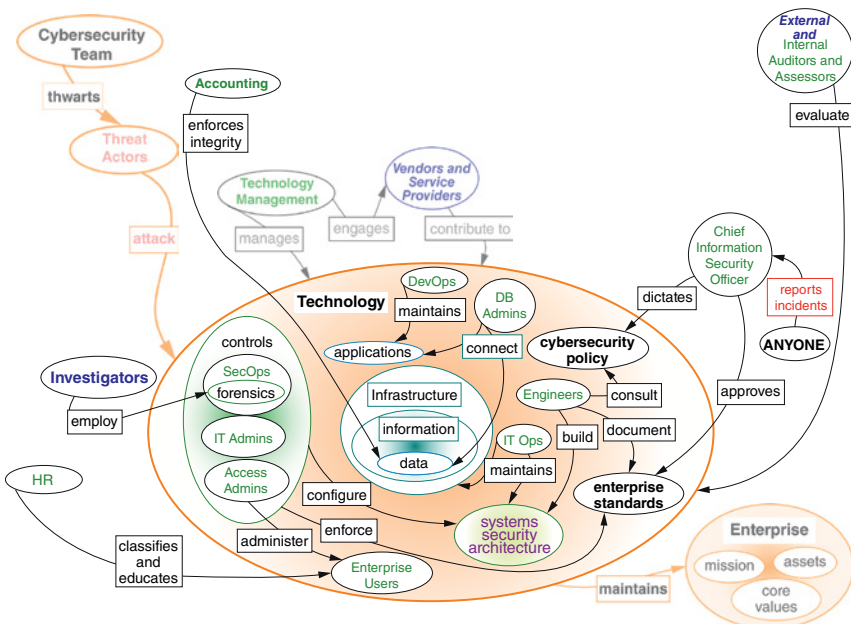 Cybersecurity
Team
thwarts
Threat
Actors
attack
Accounting
enforces
integrity
External
and
Internal
Auditors and
Assessors
evaluate
Technology
Management
manages
engages
Vendors and
Service
Providers
contribute to
Chief
Information
Security
Officer
reports
incidents
ANYONE
dictates
approves
Technology
DevOps
maintains
DB
Admins
applications
connect
cybersecurity
policy
controls
SecOps
forensics
IT Admins
Access
Admins
Investigators
employ
Infrastructure
information
data
Engineers
consult
build
document
IT Ops
maintains
enterprise
standards
HR
configure
systems
security
architecture
administer
enforce
classifies
and
educates
Enterprise
Users
maintains
Enterprise
mission
assets
core
values